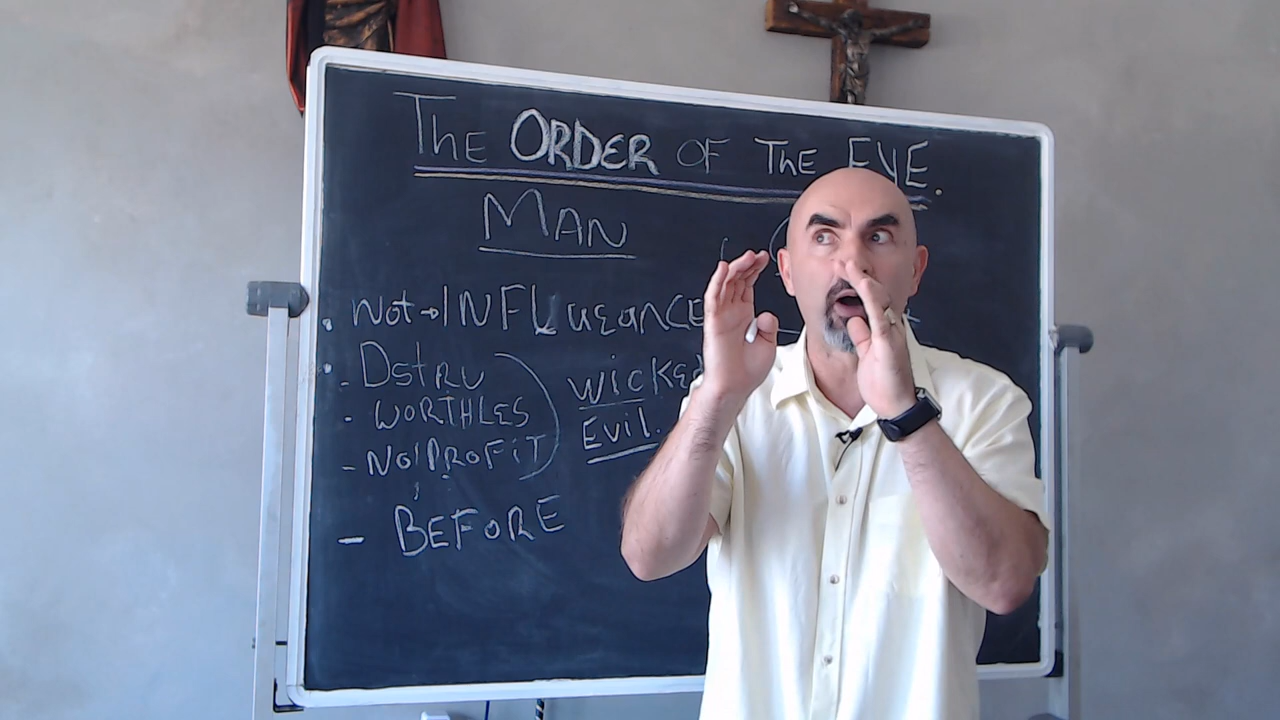 The ORDER OF The EYE.
MAN
. not → INFLUEANCE
- DstRU
- WORTHLES
- No/PROFIT
wicked
Evil.
- BEFORE